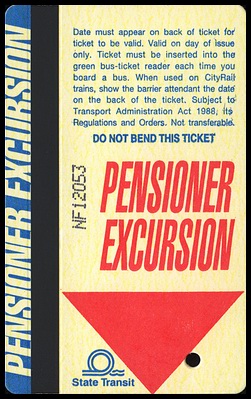 Date must appear on back of ticket for
ticket to be valid. Valid on day of issue
only. Ticket must be inserted into the
green bus-ticket reader each time you
board a bus. When used on CityRail
trains, show the barrier attendant the date
on the back of the ticket. Subject to
Transport Administration Act 1988, its
Regulations and Orders. Not transferable.
DO NOT BEND THIS TICKET
PENSIONER EXCURSION
NF12053
PENSIONER
EXCURSION
State Transit